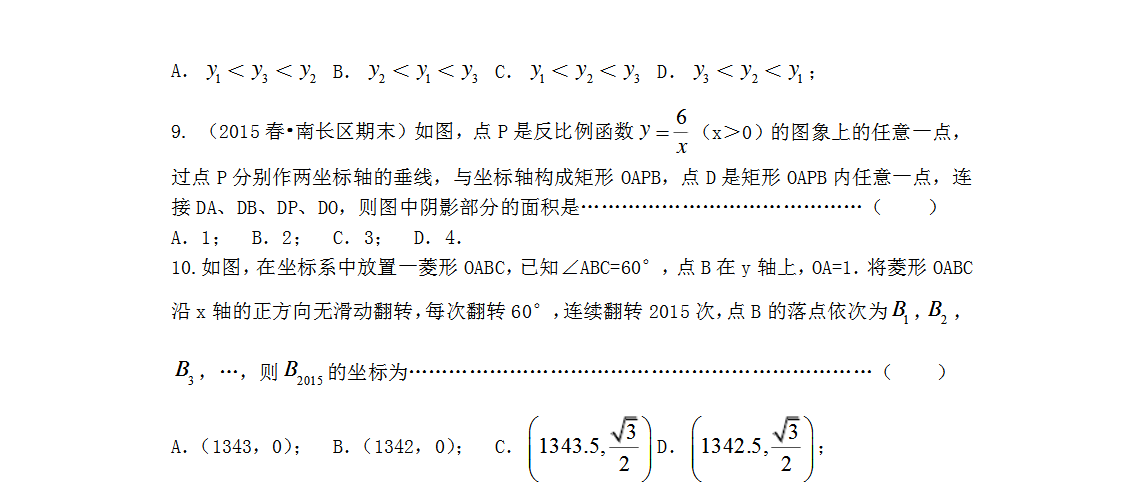 A． y₁＜y₃＜y₂ B． y₂＜y₁＜y₃ C． y₁＜y₂＜y₃ D． y₃＜y₂＜y₁；
9. （2015春•南长区期末）如图，点P是反比例函数 y = 6/x （x＞0）的图象上的任意一点，
过点P分别作两坐标轴的垂线，与坐标轴构成矩形OAPB，点D是矩形OAPB内任意一点，连
接DA、DB、DP、DO，则图中阴影部分的面积是……………………………………（　　）
A．1；　B．2；　C．3；　D．4．
10.如图，在坐标系中放置一菱形OABC，已知∠ABC=60°，点B在y轴上，OA=1．将菱形OABC
沿x轴的正方向无滑动翻转，每次翻转60°，连续翻转2015次，点B的落点依次为 B₁，B₂，
B₃，…，则 B₂₀₁₅ 的坐标为……………………………………………………………（　　）
A．（1343，0）；　B．（1342，0）；　C．(1343.5, √3/2) D．(1342.5, √3/2)；